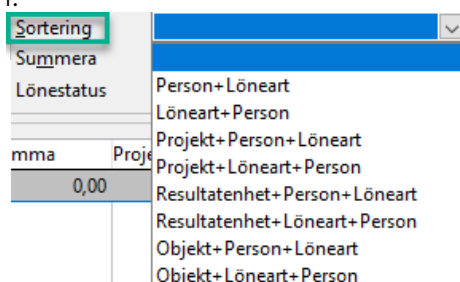 Sortering
Summera
Lönestatus
Person+Löneart
Löneart+Person
Projekt+Person+Löneart
mma Proje
Projekt+Löneart+Person
0,00
Resultatenhet+Person+Löneart
Resultatenhet+Löneart+Person
Objekt+Person+Löneart
Objekt+Löneart+Person